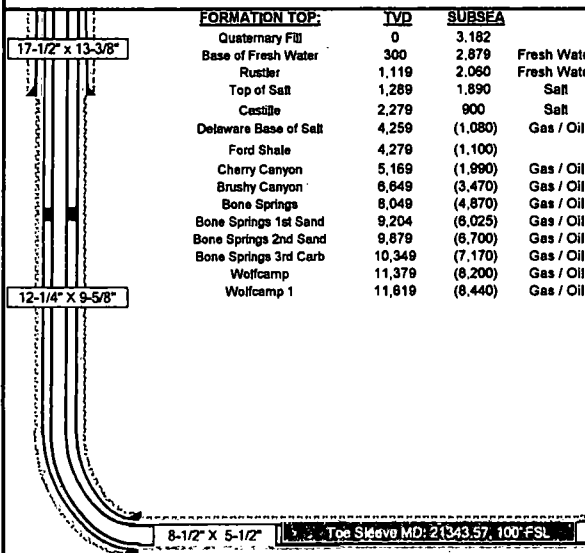 FORMATION TOP: TVD SUBSEA
Quaternary Fill 0 3,182
17-1/2" x 13-3/8"
Base of Fresh Water 300 2,879 Fresh Wate
Rustler 1,119 2.060 Fresh Wate
Top of Salt 1,289 1,890 Salt
Castille 2,279 900 Salt
Delaware Base of Salt 4,259 (1,080) Gas / Oil
Ford Shale 4,279 (1,100)
Cherry Canyon 5,169 (1,990) Gas / Oil
Brushy Canyon 6,649 (3,470) Gas / Oil
Bone Springs 8,049 (4,870) Gas / Oil
Bone Springs 1st Sand 9,204 (6,025) Gas / Oil
Bone Springs 2nd Sand 9,879 (6,700) Gas / Oil
Bone Springs 3rd Carb 10,349 (7,170) Gas / Oil
Wolfcamp 11,379 (8,200) Gas / Oil
12-1/4" X 9-5/8"
Wolfcamp 1 11,619 (8,440) Gas / Oil
8-1/2" X 5-1/2"
Toe Sleeve MD: 21343.57, 100' FSL